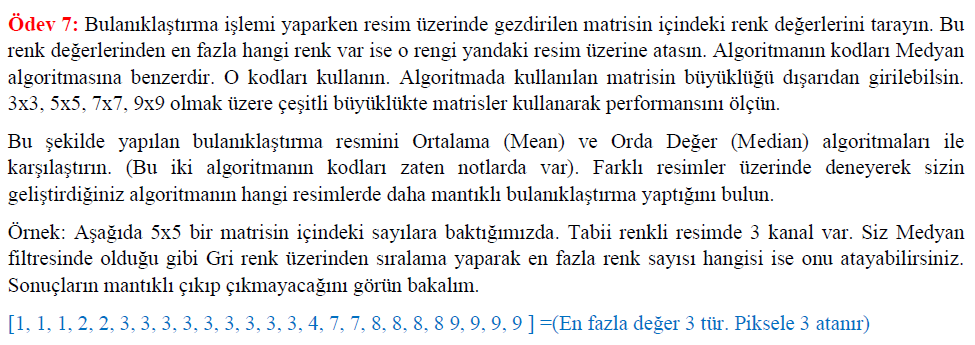 Ödev 7: Bulanıklaştırma işlemi yaparken resim üzerinde gezdirilen matrisin içindeki renk değerlerini tarayın. Bu
renk değerlerinden en fazla hangi renk var ise o rengi yandaki resim üzerine atasın. Algoritmanın kodları Medyan
algoritmasına benzerdir. O kodları kullanın. Algoritmada kullanılan matrisin büyüklüğü dışarıdan girilebilsin.
3x3, 5x5, 7x7, 9x9 olmak üzere çeşitli büyüklükte matrisler kullanarak performansını ölçün.
Bu şekilde yapılan bulanıklaştırma resmini Ortalama (Mean) ve Orda Değer (Median) algoritmaları ile
karşılaştırın. (Bu iki algoritmanın kodları zaten notlarda var). Farklı resimler üzerinde deneyerek sizin
geliştirdiğiniz algoritmanın hangi resimlerde daha mantıklı bulanıklaştırma yaptığını bulun.
Örnek: Aşağıda 5x5 bir matrisin içindeki sayılara baktığımızda. Tabii renkli resimde 3 kanal var. Siz Medyan
filtresinde olduğu gibi Gri renk üzerinden sıralama yaparak en fazla renk sayısı hangisi ise onu atayabilirsiniz.
Sonuçların mantıklı çıkıp çıkmayacağını görün bakalım.
[1, 1, 1, 2, 2, 3, 3, 3, 3, 3, 3, 3, 3, 3, 4, 7, 7, 8, 8, 8, 8 9, 9, 9, 9 ] =(En fazla değer 3 tür. Piksele 3 atanır)